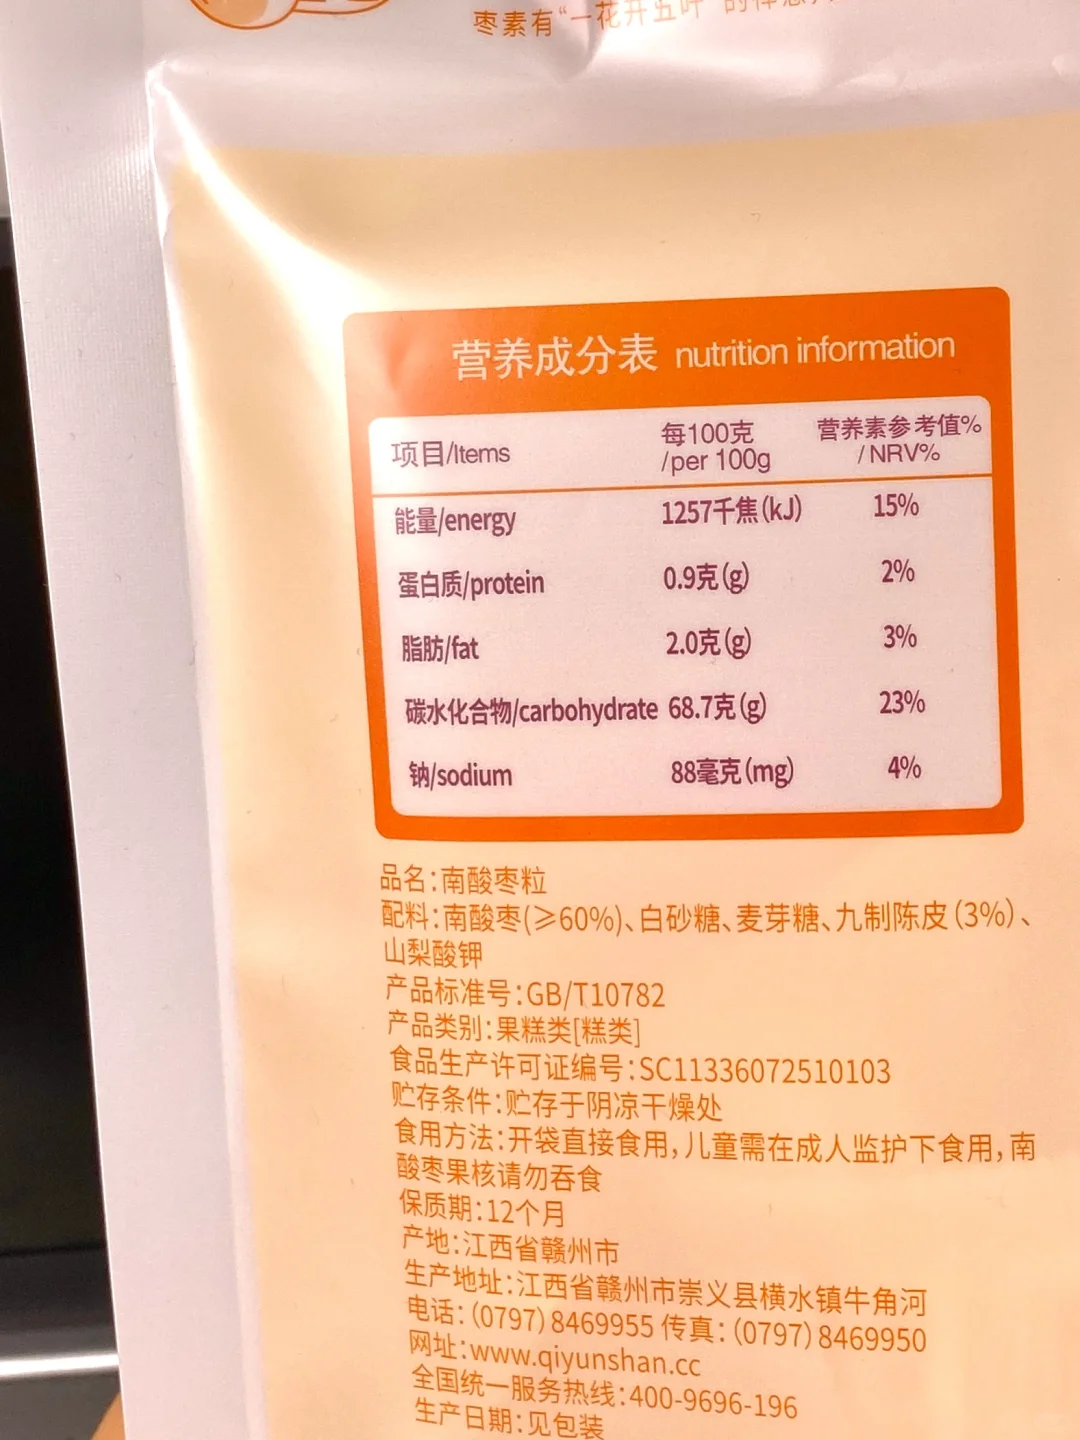 枣素有“一花开五叶”的禅意
营养成分表 nutrition information
项目/Items 每100克/per 100g 营养素参考值%/NRV%
能量/energy 1257千焦(kJ) 15%
蛋白质/protein 0.9克(g) 2%
脂肪/fat 2.0克(g) 3%
碳水化合物/carbohydrate 68.7克(g) 23%
钠/sodium 88毫克(mg) 4%
品名:南酸枣粒
配料:南酸枣(≥60%)、白砂糖、麦芽糖、九制陈皮(3%)、
山梨酸钾
产品标准号:GB/T10782
产品类别:果糕类[糕类]
食品生产许可证编号:SC11336072510103
贮存条件:贮存于阴凉干燥处
食用方法:开袋直接食用,儿童需在成人监护下食用,南
酸枣果核请勿吞食
保质期:12个月
产地:江西省赣州市
生产地址:江西省赣州市崇义县横水镇牛角河
电话:(0797)8469955 传真:(0797)8469950
网址:www.qiyunshan.cc
全国统一服务热线:400-9696-196
生产日期:见包装